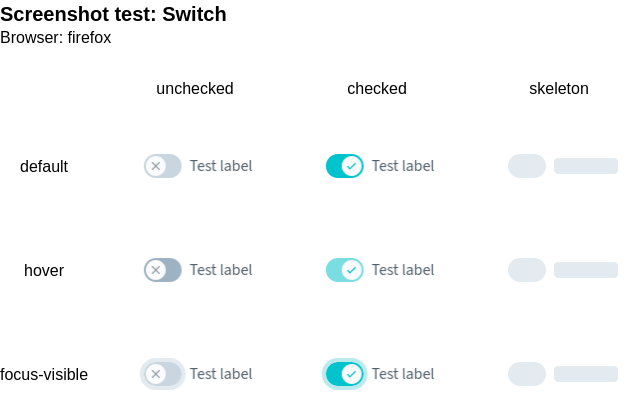 Screenshot test: Switch
Browser: firefox
unchecked checked skeleton
default Test label Test label
hover Test label Test label
focus-visible Test label Test label